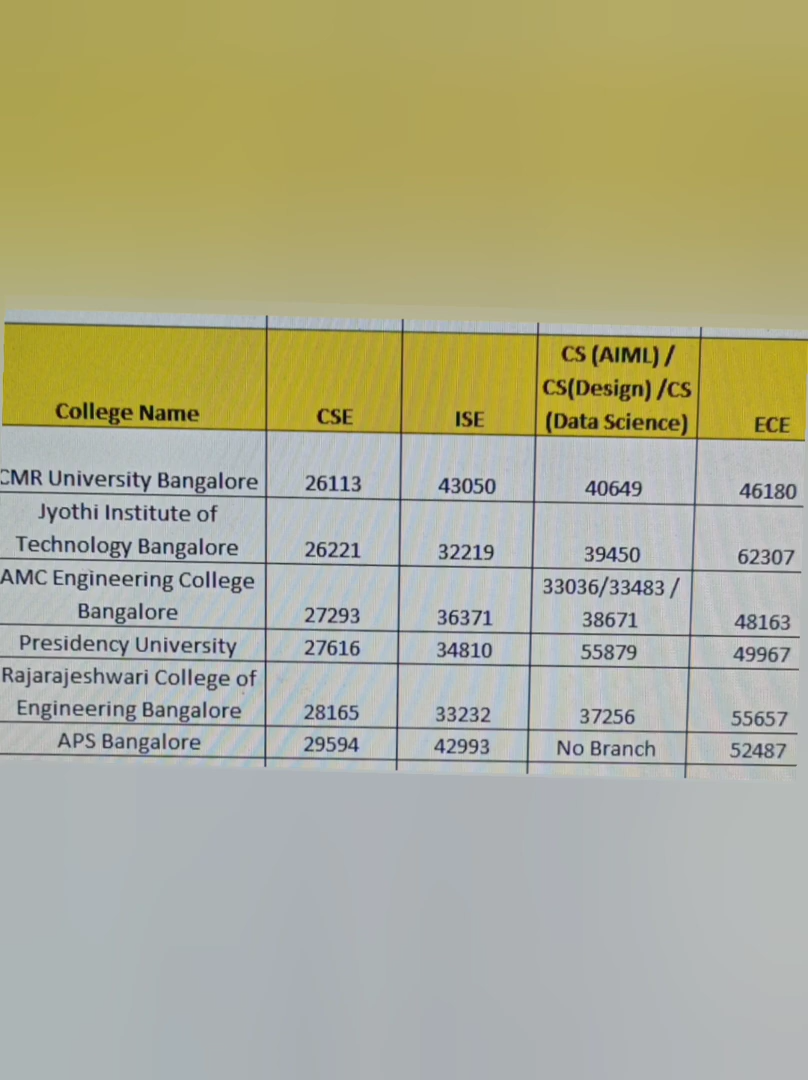 College Name CSE ISE CS (AIML) / CS(Design) /CS (Data Science) ECE
CMR University Bangalore 26113 43050 40649 46180
Jyothi Institute of Technology Bangalore 26221 32219 39450 62307
AMC Engineering College Bangalore 27293 36371 33036/33483 / 38671 48163
Presidency University 27616 34810 55879 49967
Rajarajeshwari College of Engineering Bangalore 28165 33232 37256 55657
APS Bangalore 29594 42993 No Branch 52487